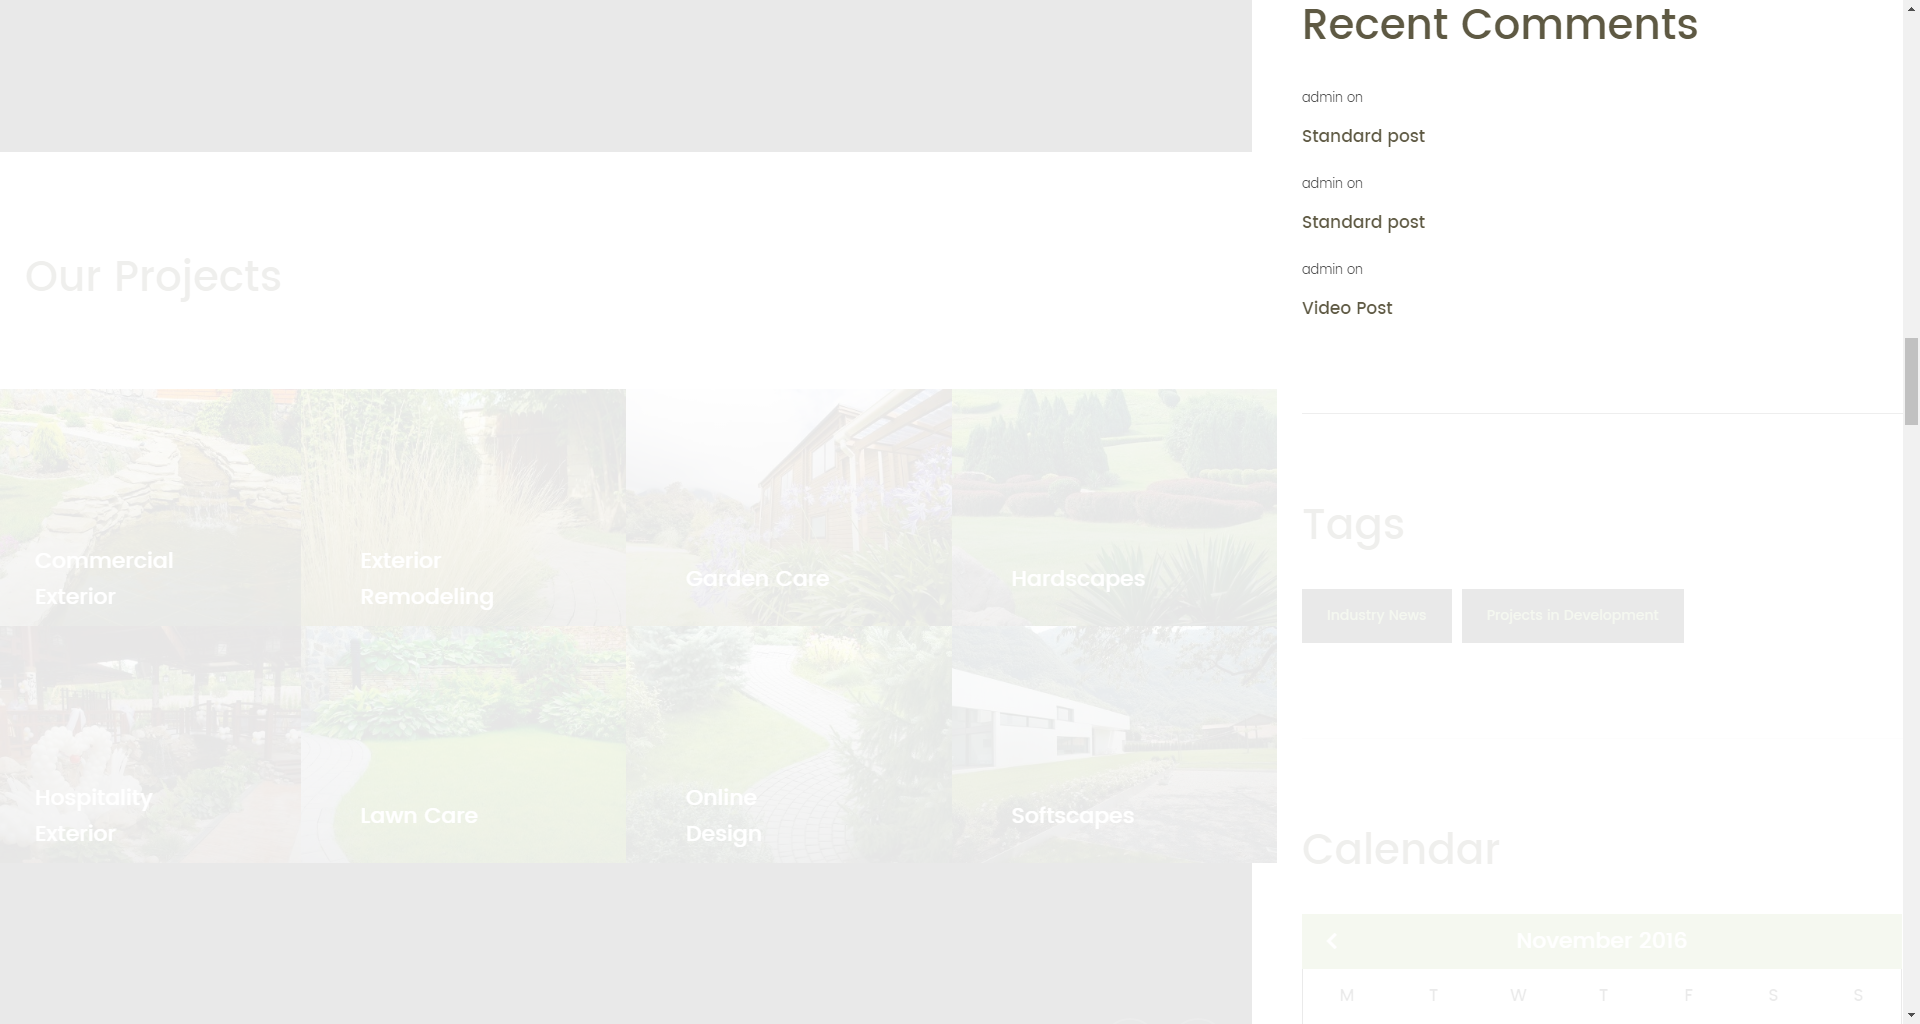 Recent Comments
admin on
Standard post
admin on
Standard post
admin on
Video Post
Our Projects
Commercial
Exterior
Exterior
Remodeling
Garden Care
Hardscapes
Hospitality
Exterior
Lawn Care
Online
Design
Softscapes
Tags
Industry News
Projects in Development
Calendar
November 2016
M T W T F S S